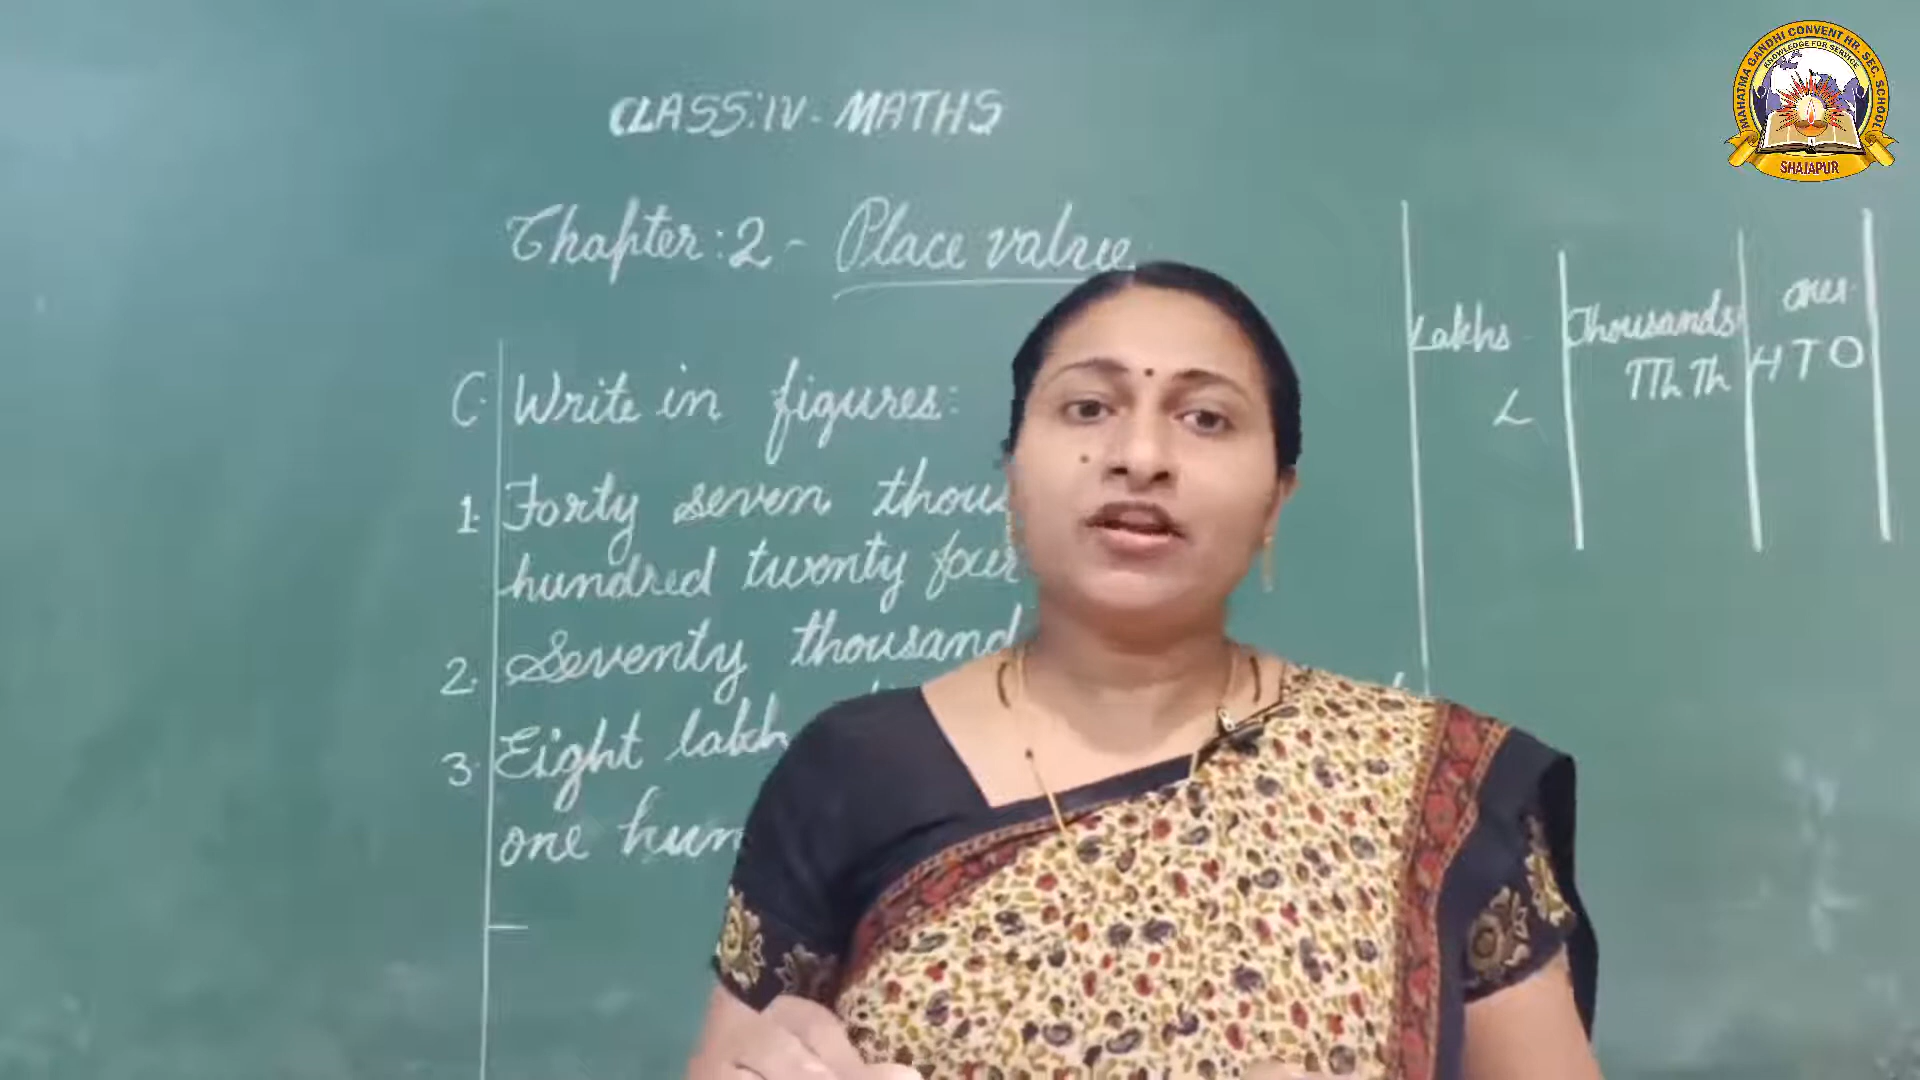 CLASS:IV-MATHS
Chapter:2- Place value
C. Write in figures:
1. Forty seven
hundred twenty four
2. Seventy thousand
3. Eight lakh
one
Lakhs Thousands ones
L TTh Th H T O
MAHATMA GANDHI CONVENT HR. SEC. SCHOOL
KNOWLEDGE FOR SERVICE
SHAJAPUR